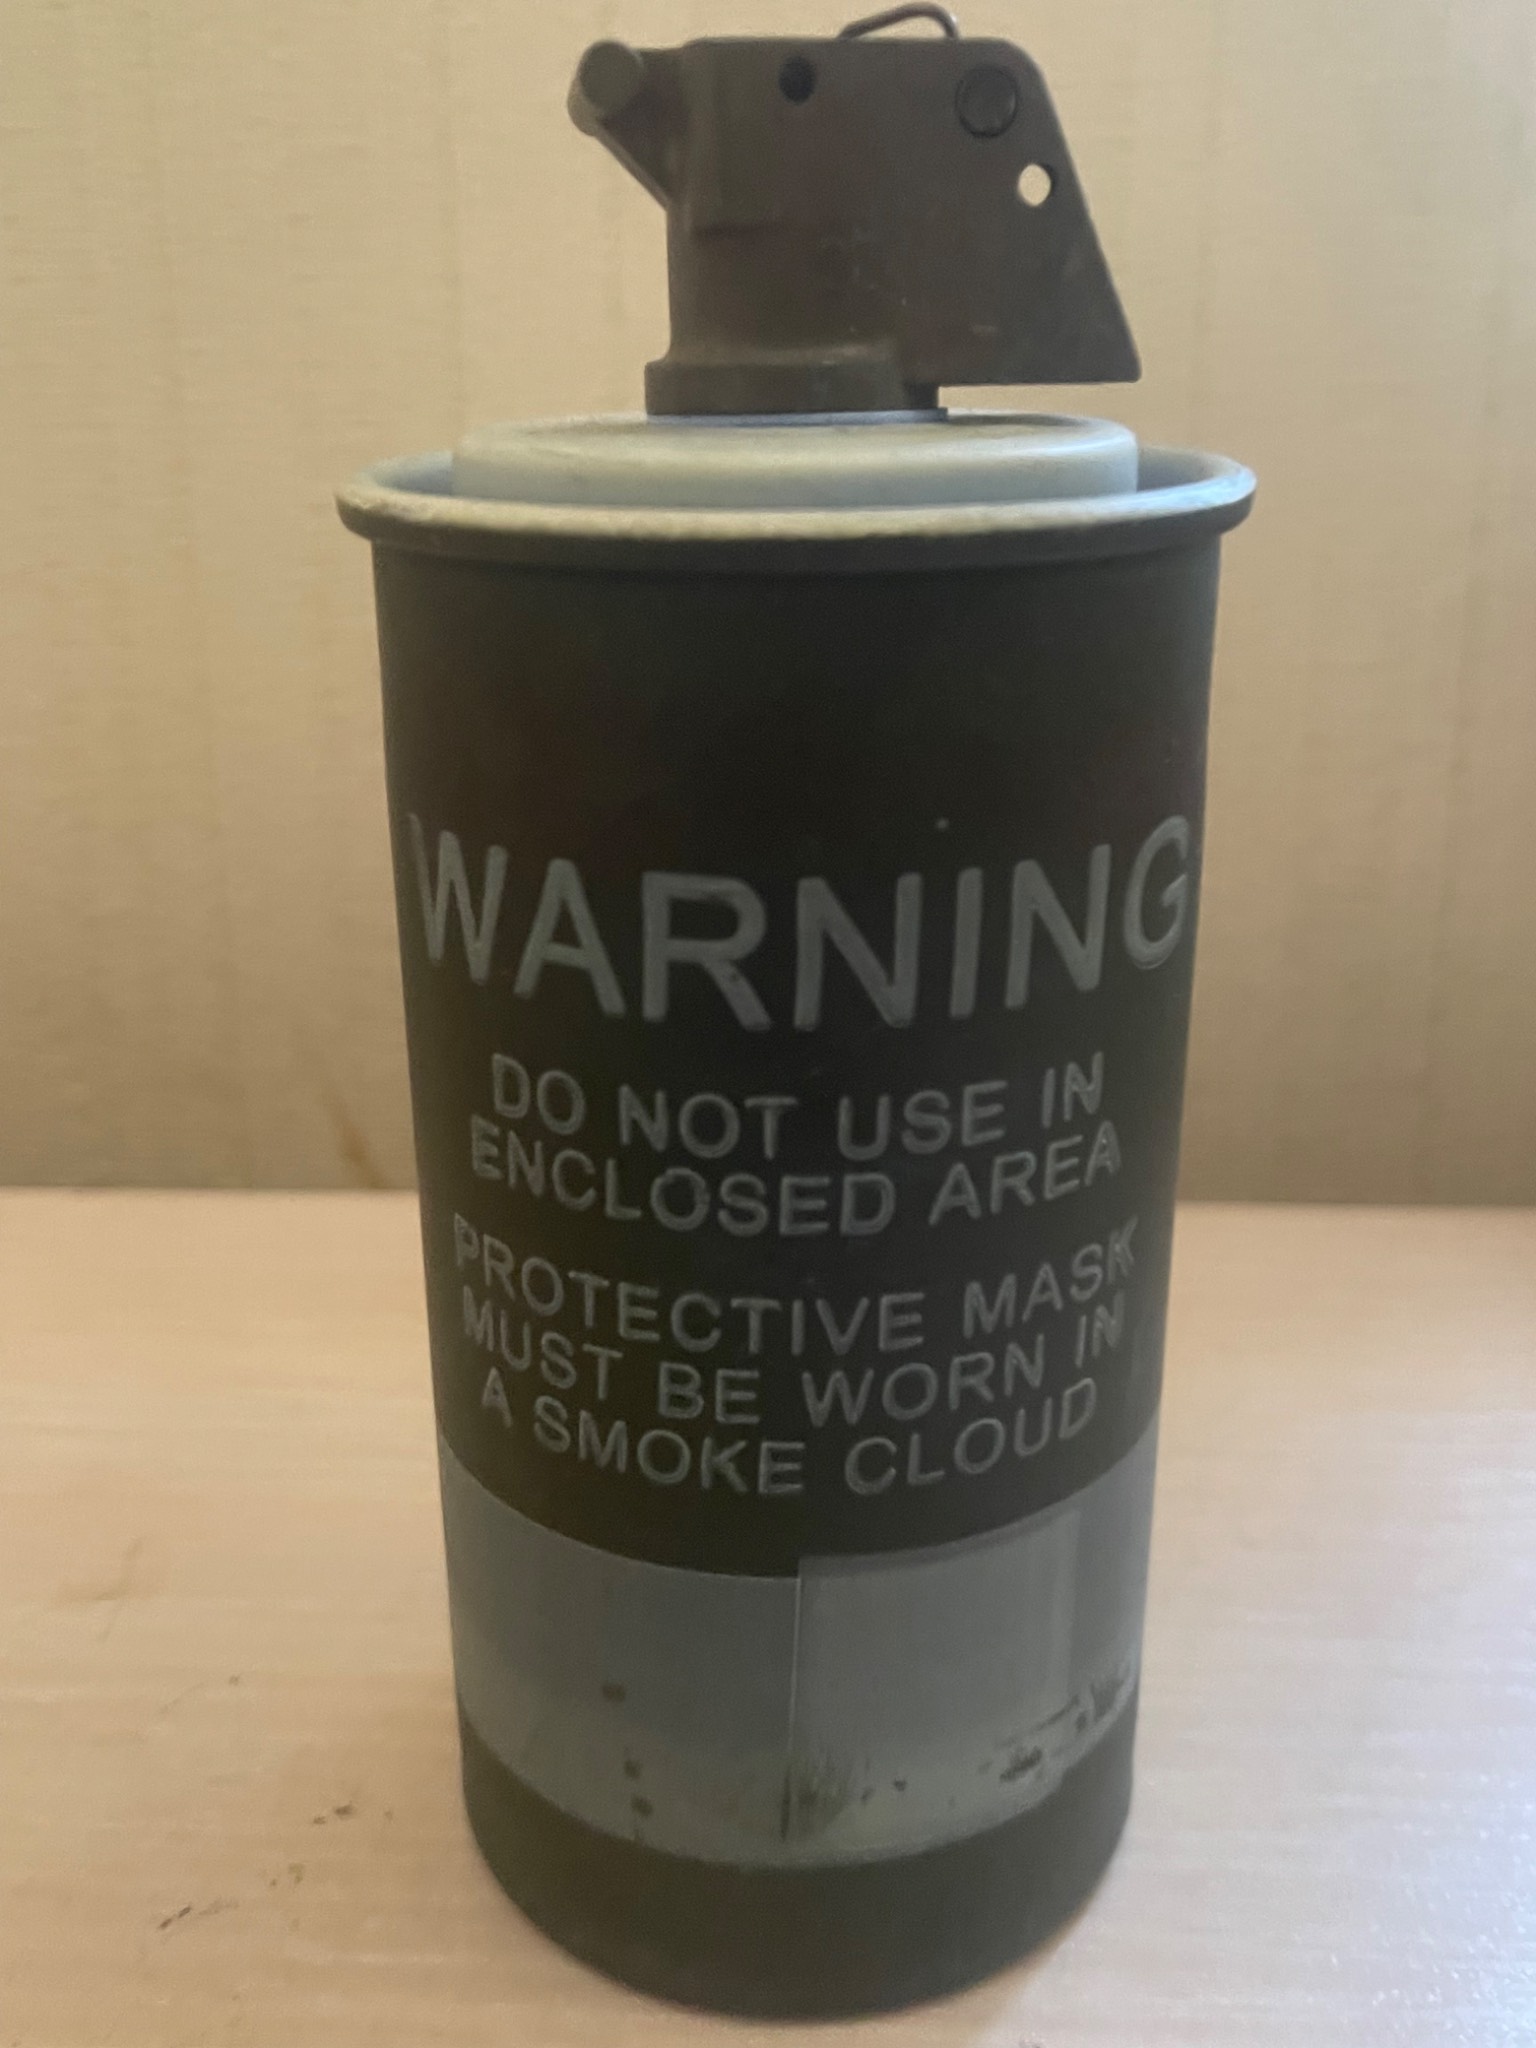 WARNING
DO NOT USE IN
ENCLOSED AREA
PROTECTIVE MASK
MUST BE WORN IN
A SMOKE CLOUD